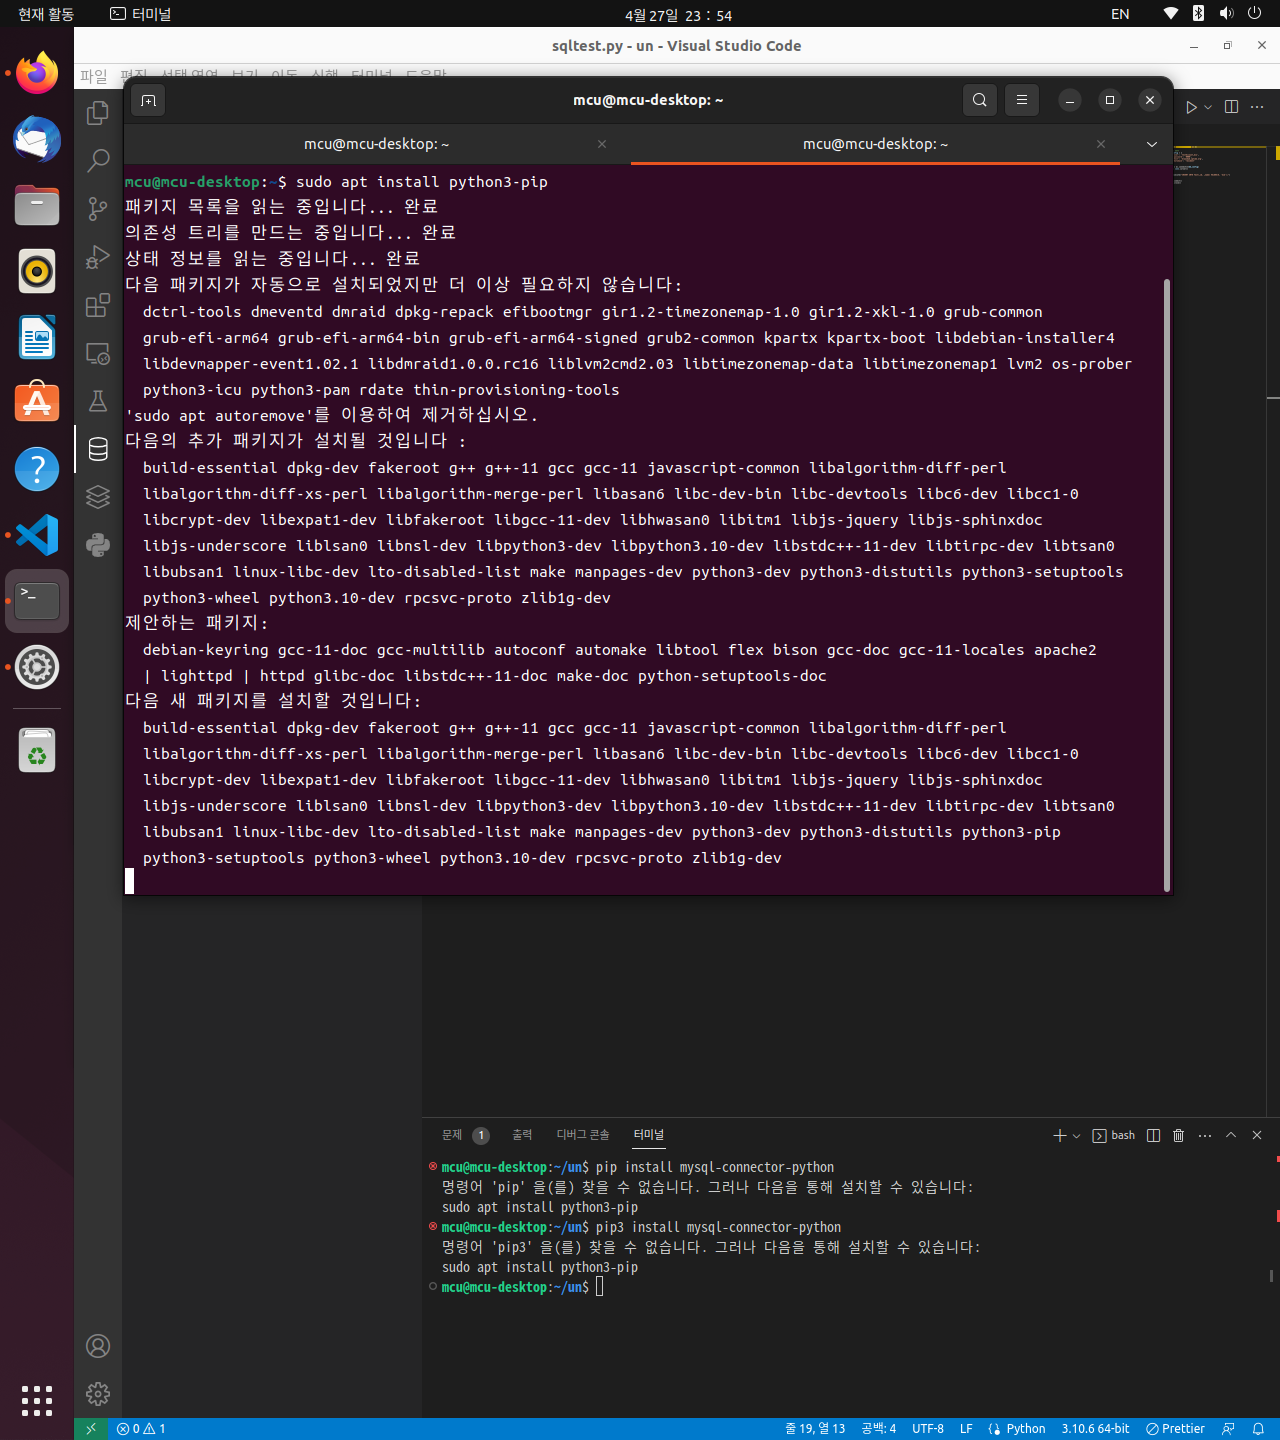 현재 활동
터미널
4월 27일 23 : 54
EN
sqltest.py - un - Visual Studio Code
파일 편집 선택 영역 보기 이동 실행 터미널 도움말
mcu@mcu-desktop: ~
mcu@mcu-desktop: ~
mcu@mcu-desktop: ~
mcu@mcu-desktop:~$ sudo apt install python3-pip
패키지 목록을 읽는 중입니다... 완료
의존성 트리를 만드는 중입니다... 완료
상태 정보를 읽는 중입니다... 완료
다음 패키지가 자동으로 설치되었지만 더 이상 필요하지 않습니다:
dctrl-tools dmeventd dmraid dpkg-repack efibootmgr gir1.2-timezonemap-1.0 gir1.2-xkl-1.0 grub-common
grub-efi-arm64 grub-efi-arm64-bin grub-efi-arm64-signed grub2-common kpartx kpartx-boot libdebian-installer4
libdevmapper-event1.02.1 libdmraid1.0.0.rc16 liblvm2cmd2.03 libtimezonemap-data libtimezonemap1 lvm2 os-prober
python3-icu python3-pam rdate thin-provisioning-tools
'sudo apt autoremove'를 이용하여 제거하십시오.
다음의 추가 패키지가 설치될 것입니다 :
build-essential dpkg-dev fakeroot g++ g++-11 gcc gcc-11 javascript-common libalgorithm-diff-perl
libalgorithm-diff-xs-perl libalgorithm-merge-perl libasan6 libc-dev-bin libc-devtools libc6-dev libcc1-0
libcrypt-dev libexpat1-dev libfakeroot libgcc-11-dev libhwasan0 libitm1 libjs-jquery libjs-sphinxdoc
libjs-underscore liblsan0 libnsl-dev libpython3-dev libpython3.10-dev libstdc++-11-dev libtirpc-dev libtsan0
libubsan1 linux-libc-dev lto-disabled-list make manpages-dev python3-dev python3-distutils python3-setuptools
python3-wheel python3.10-dev rpcsvc-proto zlib1g-dev
제안하는 패키지:
debian-keyring gcc-11-doc gcc-multilib autoconf automake libtool flex bison gcc-doc gcc-11-locales apache2
| lighttpd | httpd glibc-doc libstdc++-11-doc make-doc python-setuptools-doc
다음 새 패키지를 설치할 것입니다:
build-essential dpkg-dev fakeroot g++ g++-11 gcc gcc-11 javascript-common libalgorithm-diff-perl
libalgorithm-diff-xs-perl libalgorithm-merge-perl libasan6 libc-dev-bin libc-devtools libc6-dev libcc1-0
libcrypt-dev libexpat1-dev libfakeroot libgcc-11-dev libhwasan0 libitm1 libjs-jquery libjs-sphinxdoc
libjs-underscore liblsan0 libnsl-dev libpython3-dev libpython3.10-dev libstdc++-11-dev libtirpc-dev libtsan0
libubsan1 linux-libc-dev lto-disabled-list make manpages-dev python3-dev python3-distutils python3-pip
python3-setuptools python3-wheel python3.10-dev rpcsvc-proto zlib1g-dev
문제 1 출력 디버그 콘솔 터미널
bash
mcu@mcu-desktop:~/un$ pip install mysql-connector-python
명령어 'pip' 을(를) 찾을 수 없습니다. 그러나 다음을 통해 설치할 수 있습니다:
sudo apt install python3-pip
mcu@mcu-desktop:~/un$ pip3 install mysql-connector-python
명령어 'pip3' 을(를) 찾을 수 없습니다. 그러나 다음을 통해 설치할 수 있습니다:
sudo apt install python3-pip
mcu@mcu-desktop:~/un$
0 1
줄 19, 열 13
공백: 4
UTF-8
LF
Python
3.10.6 64-bit
Prettier